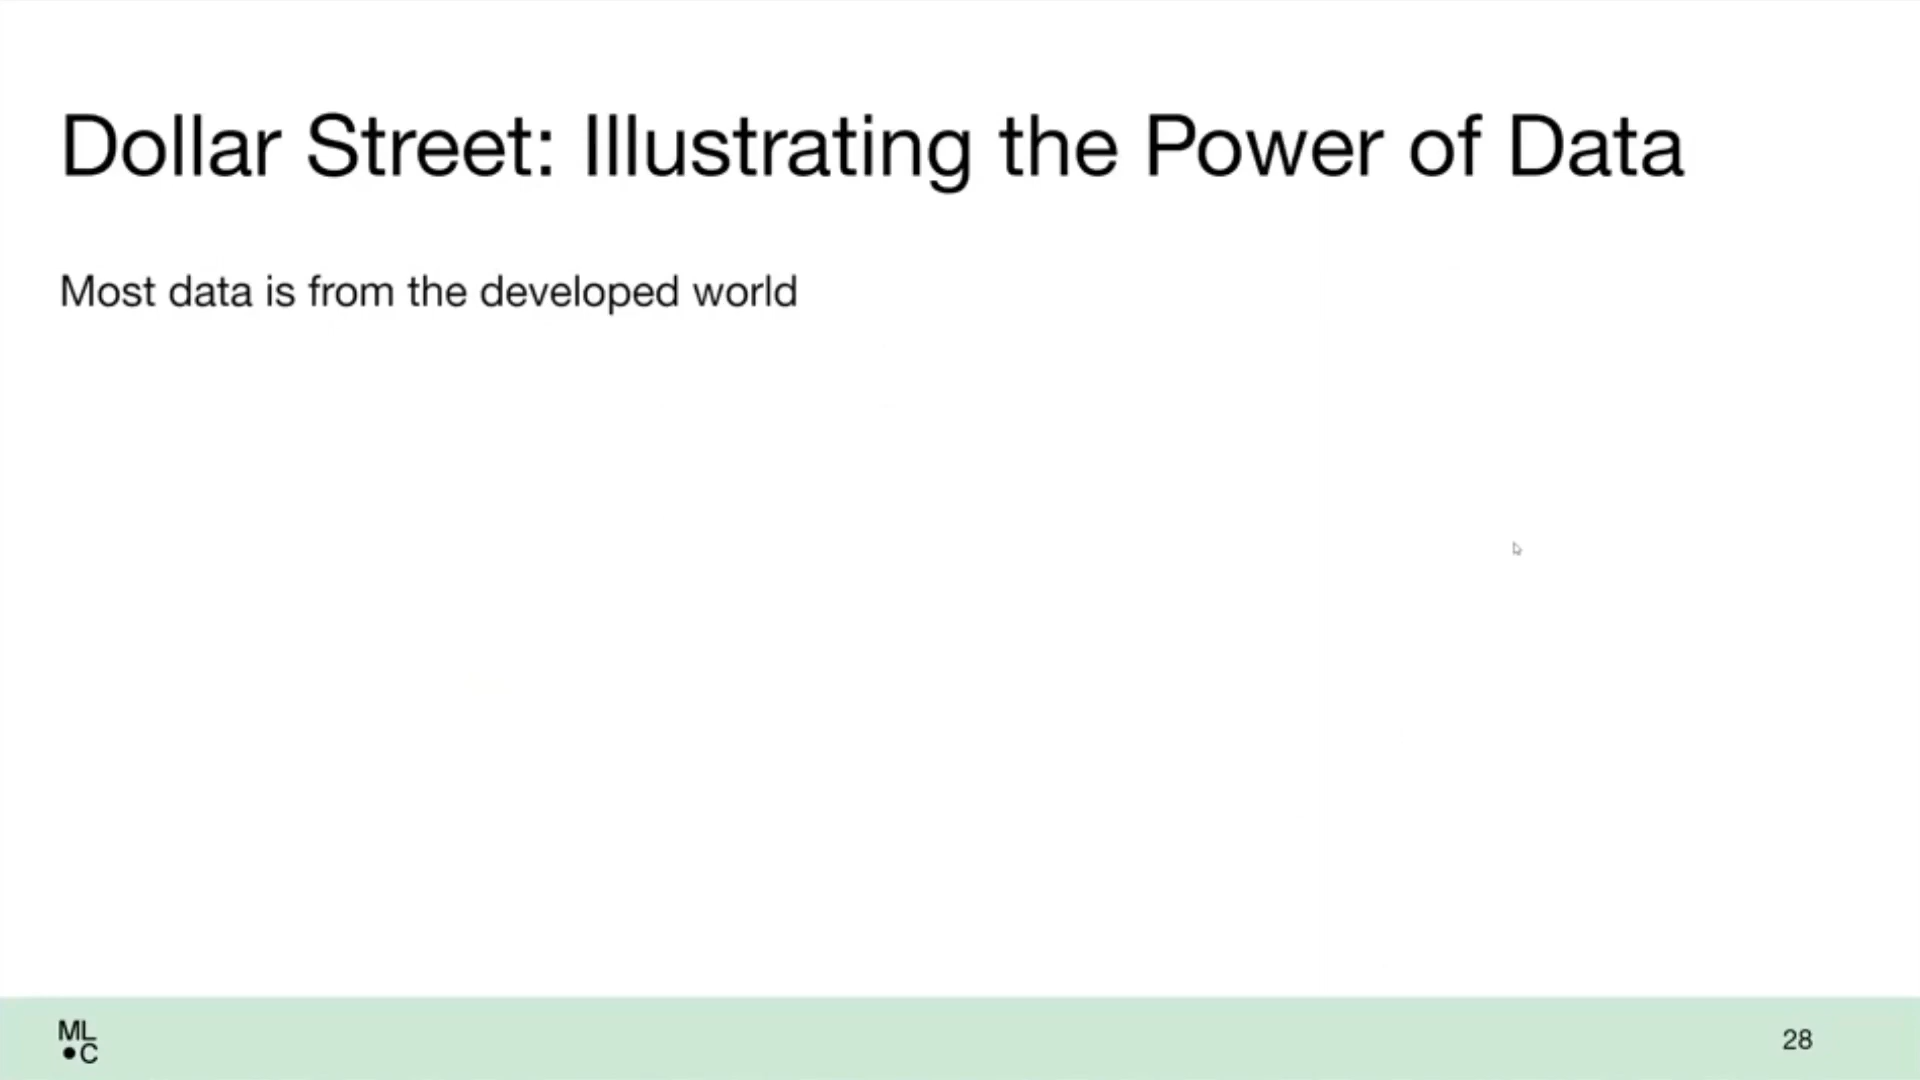 Dollar Street: Illustrating the Power of Data
Most data is from the developed world
ML
•C
28